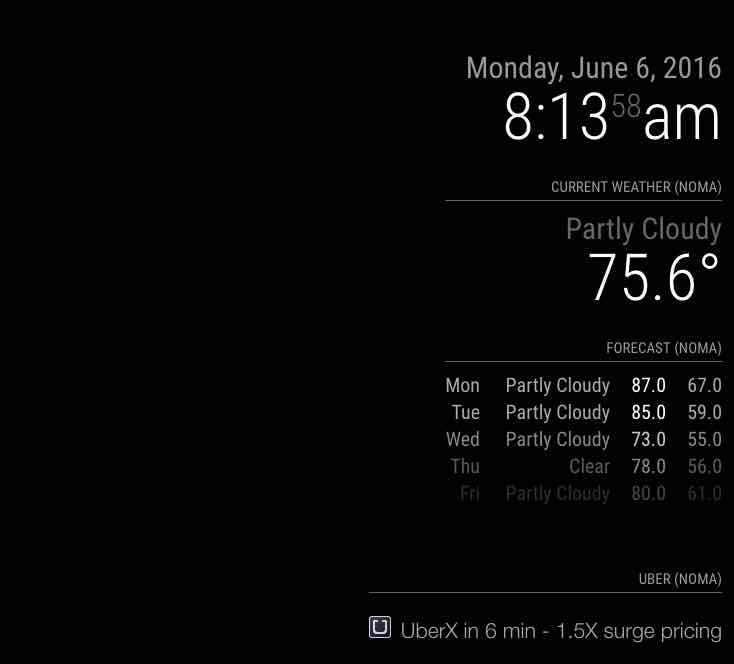 Monday, June 6, 2016
8:1358am
CURRENT WEATHER (NOMA)
Partly Cloudy
75.6°
FORECAST (NOMA)
Mon Partly Cloudy 87.0 67.0
Tue Partly Cloudy 85.0 59.0
Wed Partly Cloudy 73.0 55.0
Thu Clear 78.0 56.0
Fri Partly Cloudy 80.0 61.0
UBER (NOMA)
UberX in 6 min - 1.5X surge pricing